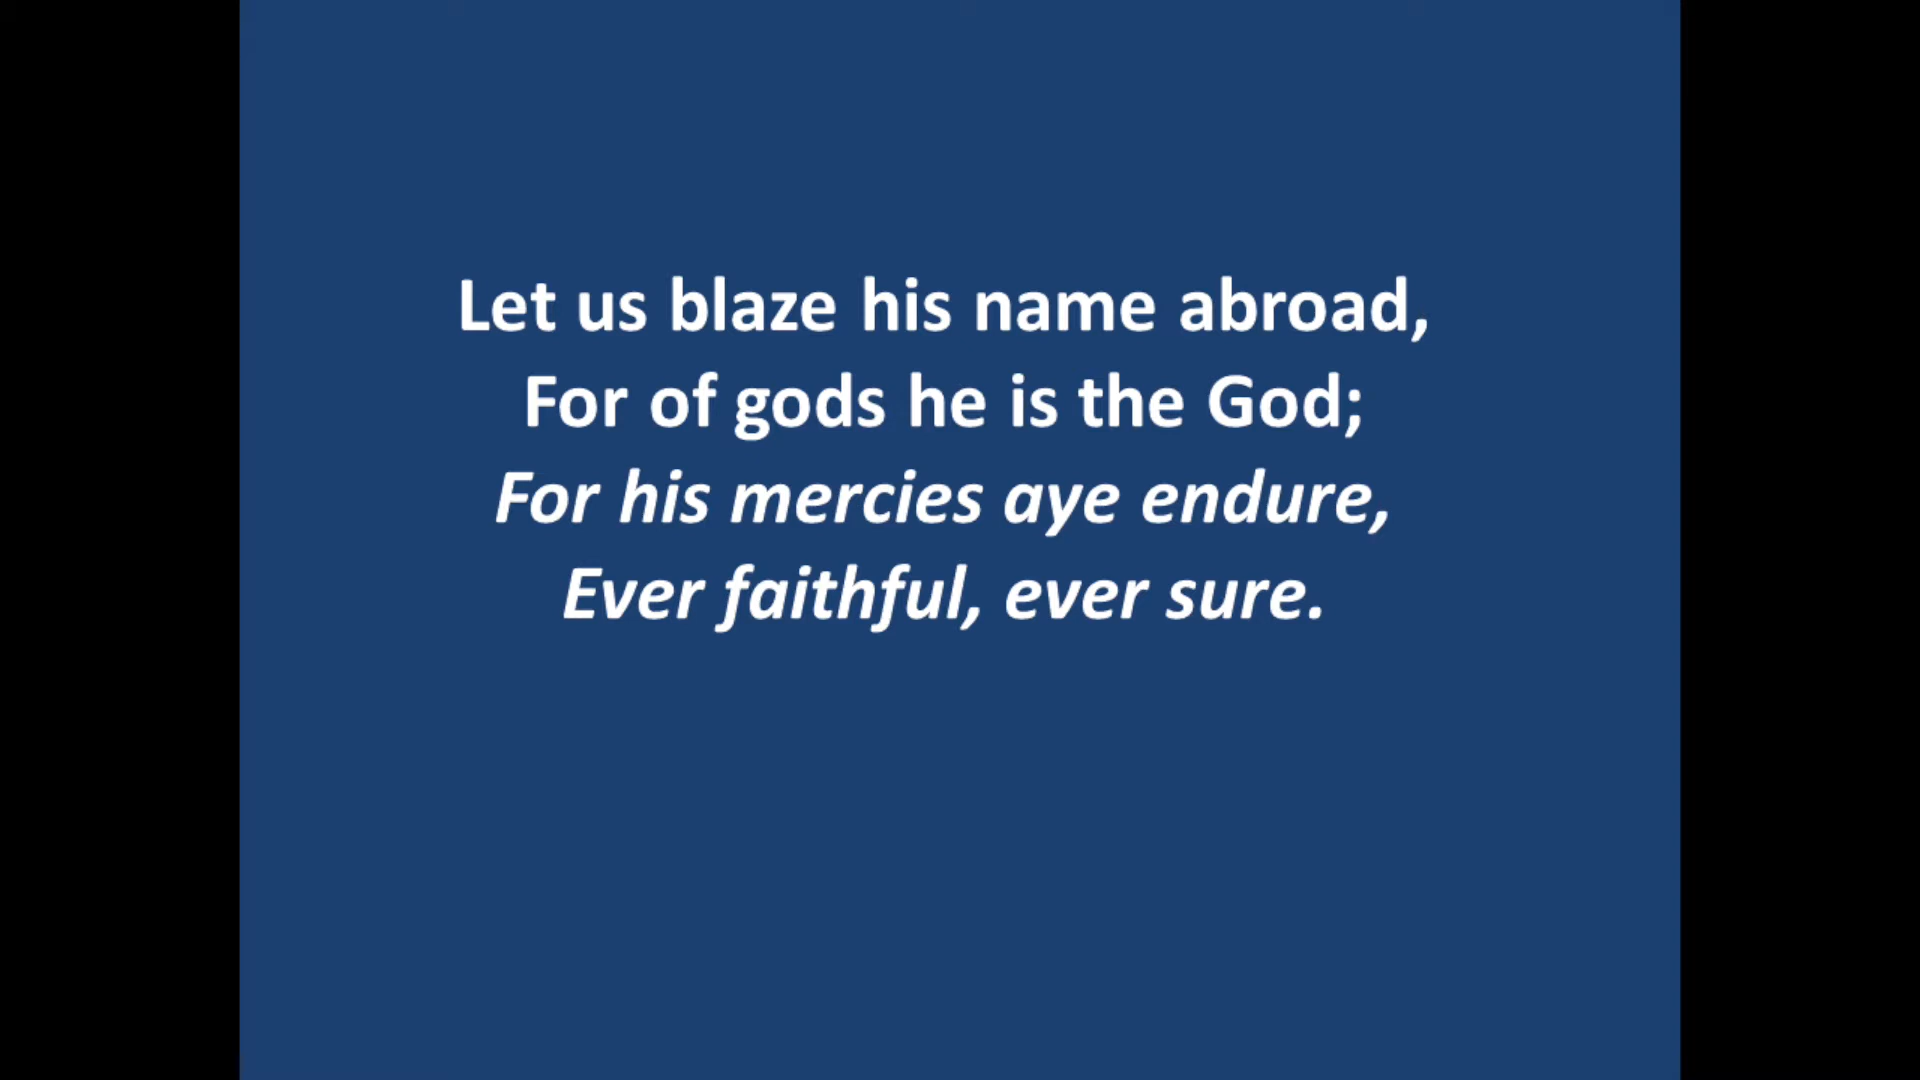 Let us blaze his name abroad,
For of gods he is the God;
For his mercies aye endure,
Ever faithful, ever sure.